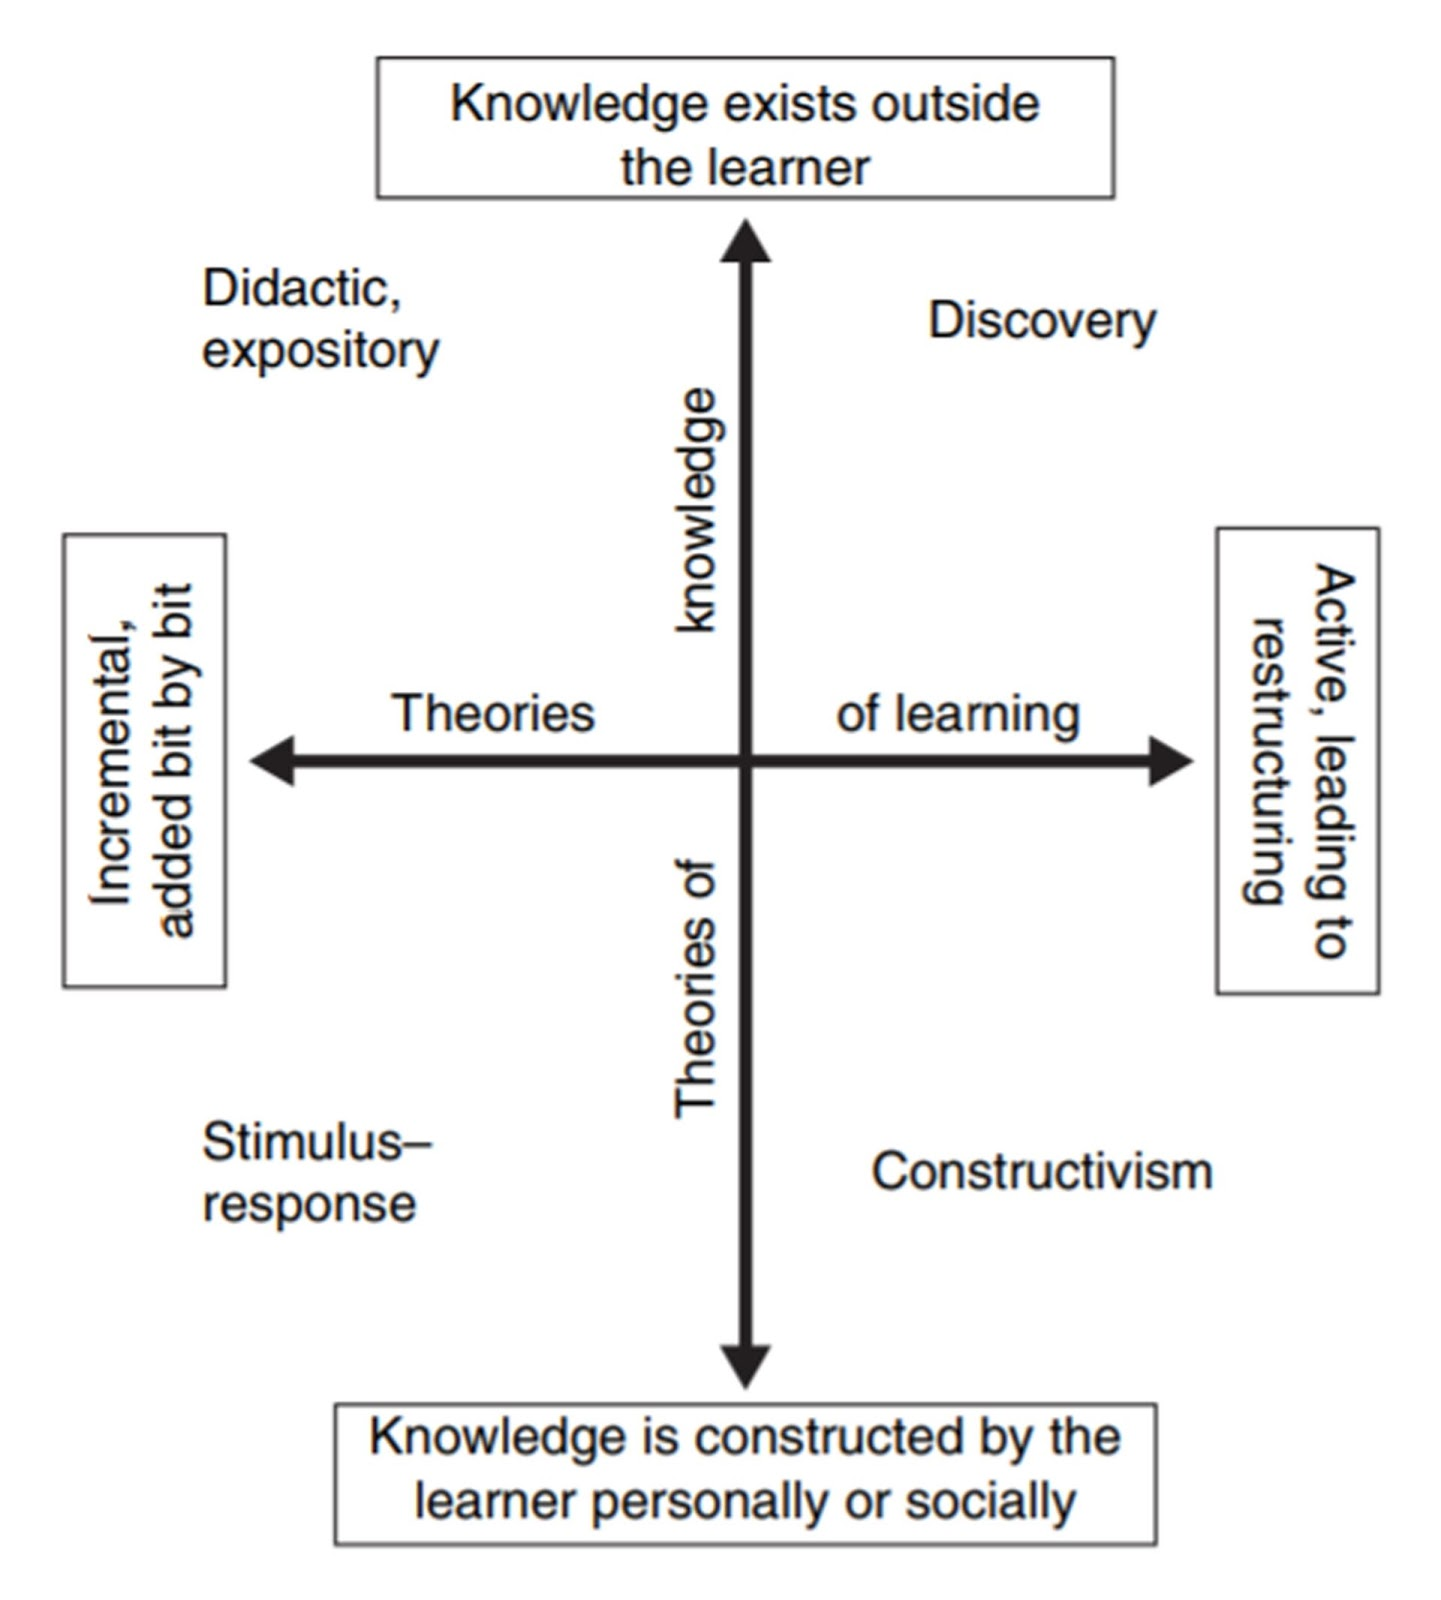 Knowledge exists outside
the learner
Didactic,
expository
Discovery
knowledge
Incremental,
added bit by bit
Theories
of learning
Active, leading to
restructuring
Theories of
Stimulus–
response
Constructivism
Knowledge is constructed by the
learner personally or socially